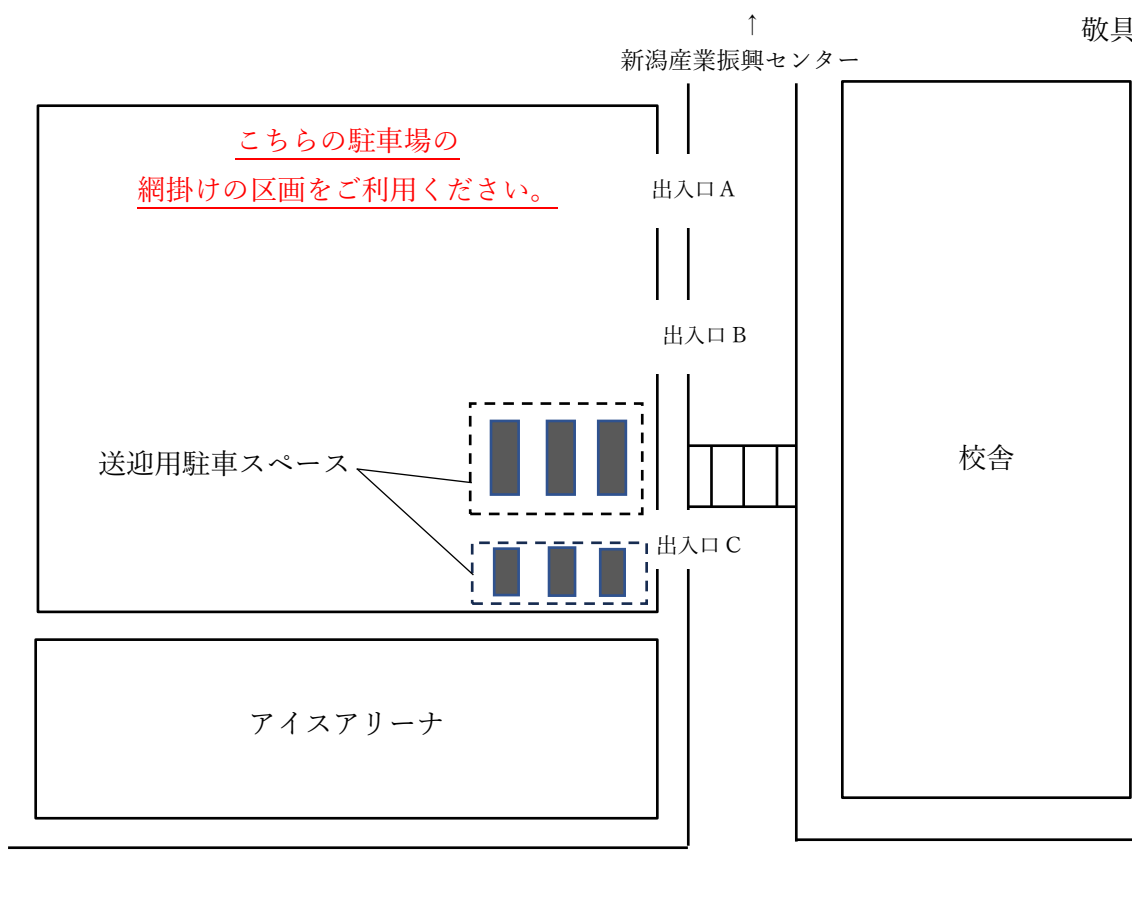 敬具
↑
新潟産業振興センター
こちらの駐車場の
網掛けの区画をご利用ください。
出入口A
出入口B
送迎用駐車スペース
校舎
出入口C
アイスアリーナ